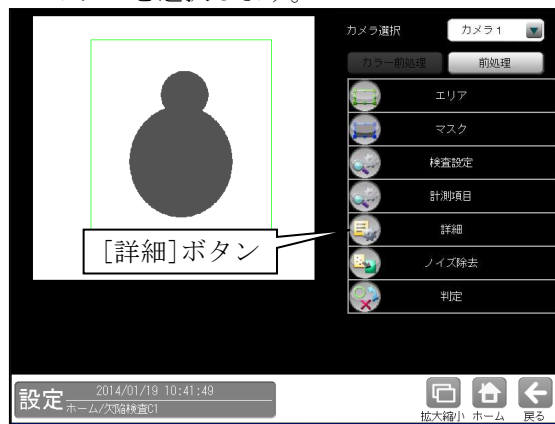 カメラ選択
カメラ1
カラー前処理
前処理
エリア
マスク
検査設定
計測項目
詳細
[詳細]ボタン
ノイズ除去
判定
設定
2014/01/19 10:41:49
ホーム/欠陥検査C1
拡大縮小
ホーム
戻る